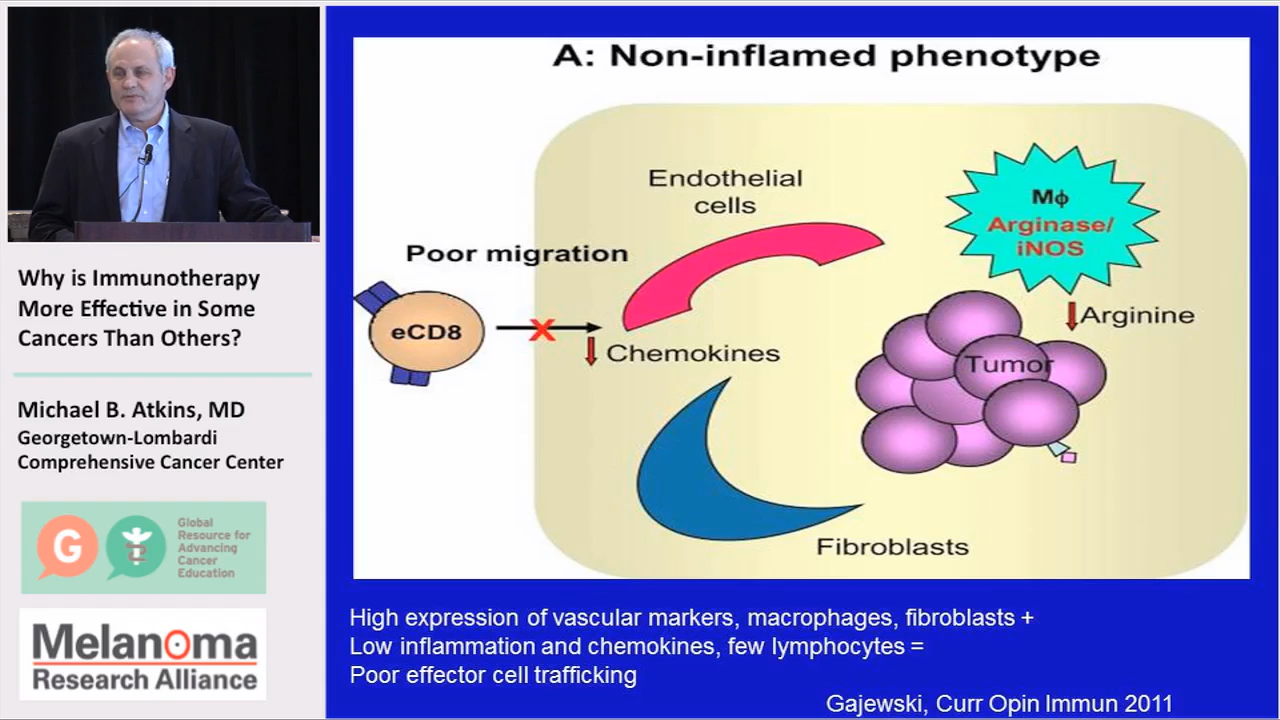 Why is Immunotherapy
More Effective in Some
Cancers Than Others?
Michael B. Atkins, MD
Georgetown-Lombardi
Comprehensive Cancer Center
G
Global
Resource for
Advancing
Cancer
Education
Melanoma
Research Alliance
A: Non-inflamed phenotype
Endothelial
cells
Mϕ
Arginase/
iNOS
Poor migration
eCD8
X
Chemokines
Arginine
Tumor
Fibroblasts
High expression of vascular markers, macrophages, fibroblasts +
Low inflammation and chemokines, few lymphocytes =
Poor effector cell trafficking
Gajewski, Curr Opin Immun 2011